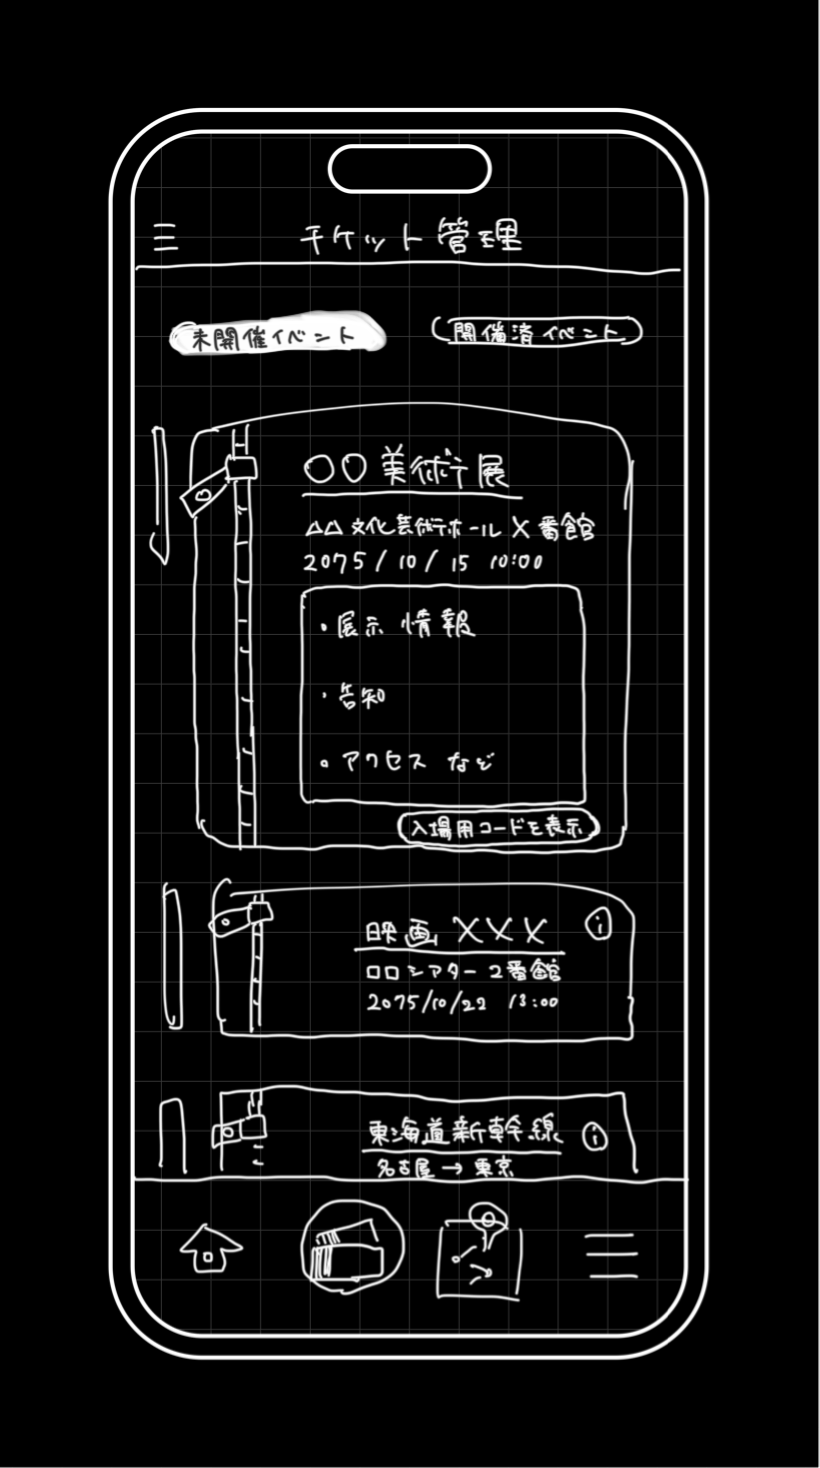 チケット管理
未開催イベント 開催済イベント
〇〇美術展
△△文化芸術ホール X番館
2075/10/15 10:00
・展示情報
・告知
・アクセス など
入場用コードを表示
映画 XXX
i
□□シアター 2番館
2075/10/22 13:00
東海道新幹線
i
名古屋→東京